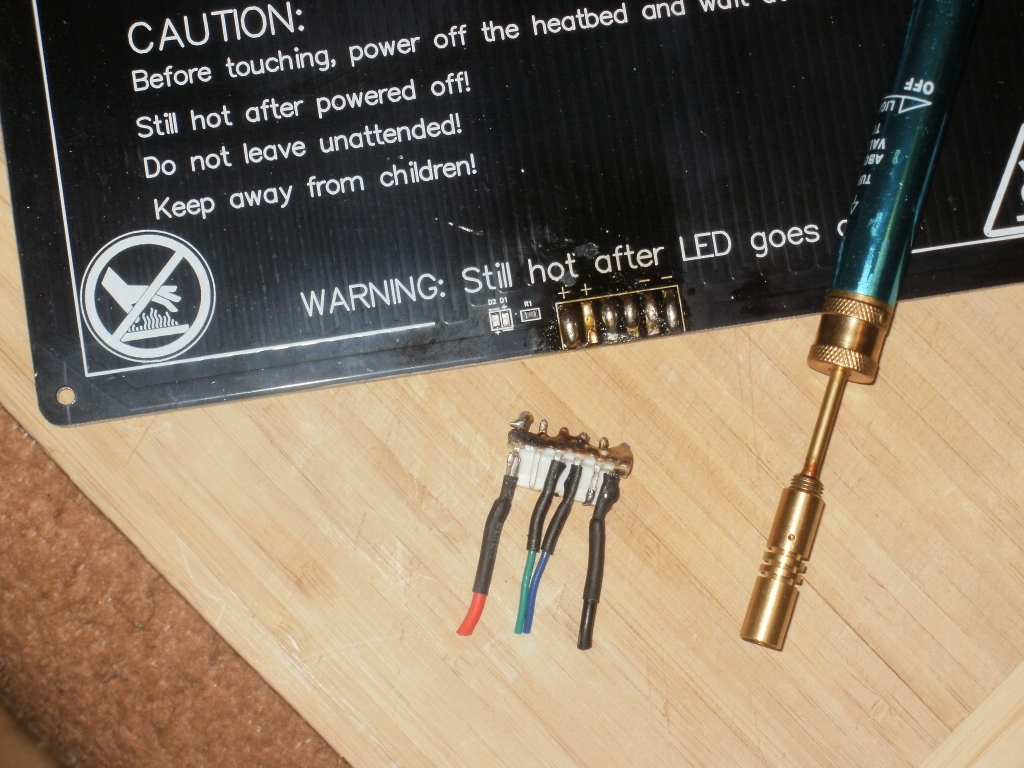 CAUTION:
Before touching, power off the heatbed and wait
Still hot after powered off!
Do not leave unattended!
Keep away from children!
WARNING: Still hot after LED goes
+ + − −
D2 D1 R1
+
OFF